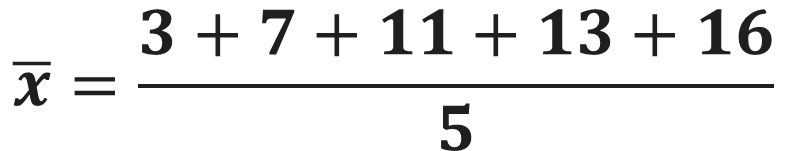 x̅ = 3 + 7 + 11 + 13 + 16
5